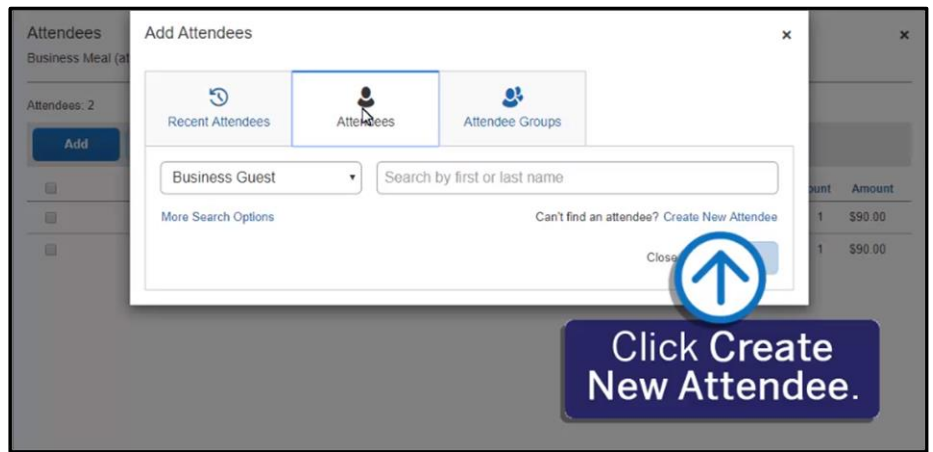 Attendees
Business Meal (at
Attendees: 2
Add
Add Attendees
Recent Attendees
Attendees
Attendee Groups
Business Guest
Search by first or last name
More Search Options
Can't find an attendee? Create New Attendee
Close
ount Amount
1 $90.00
1 $90.00
Click Create
New Attendee.